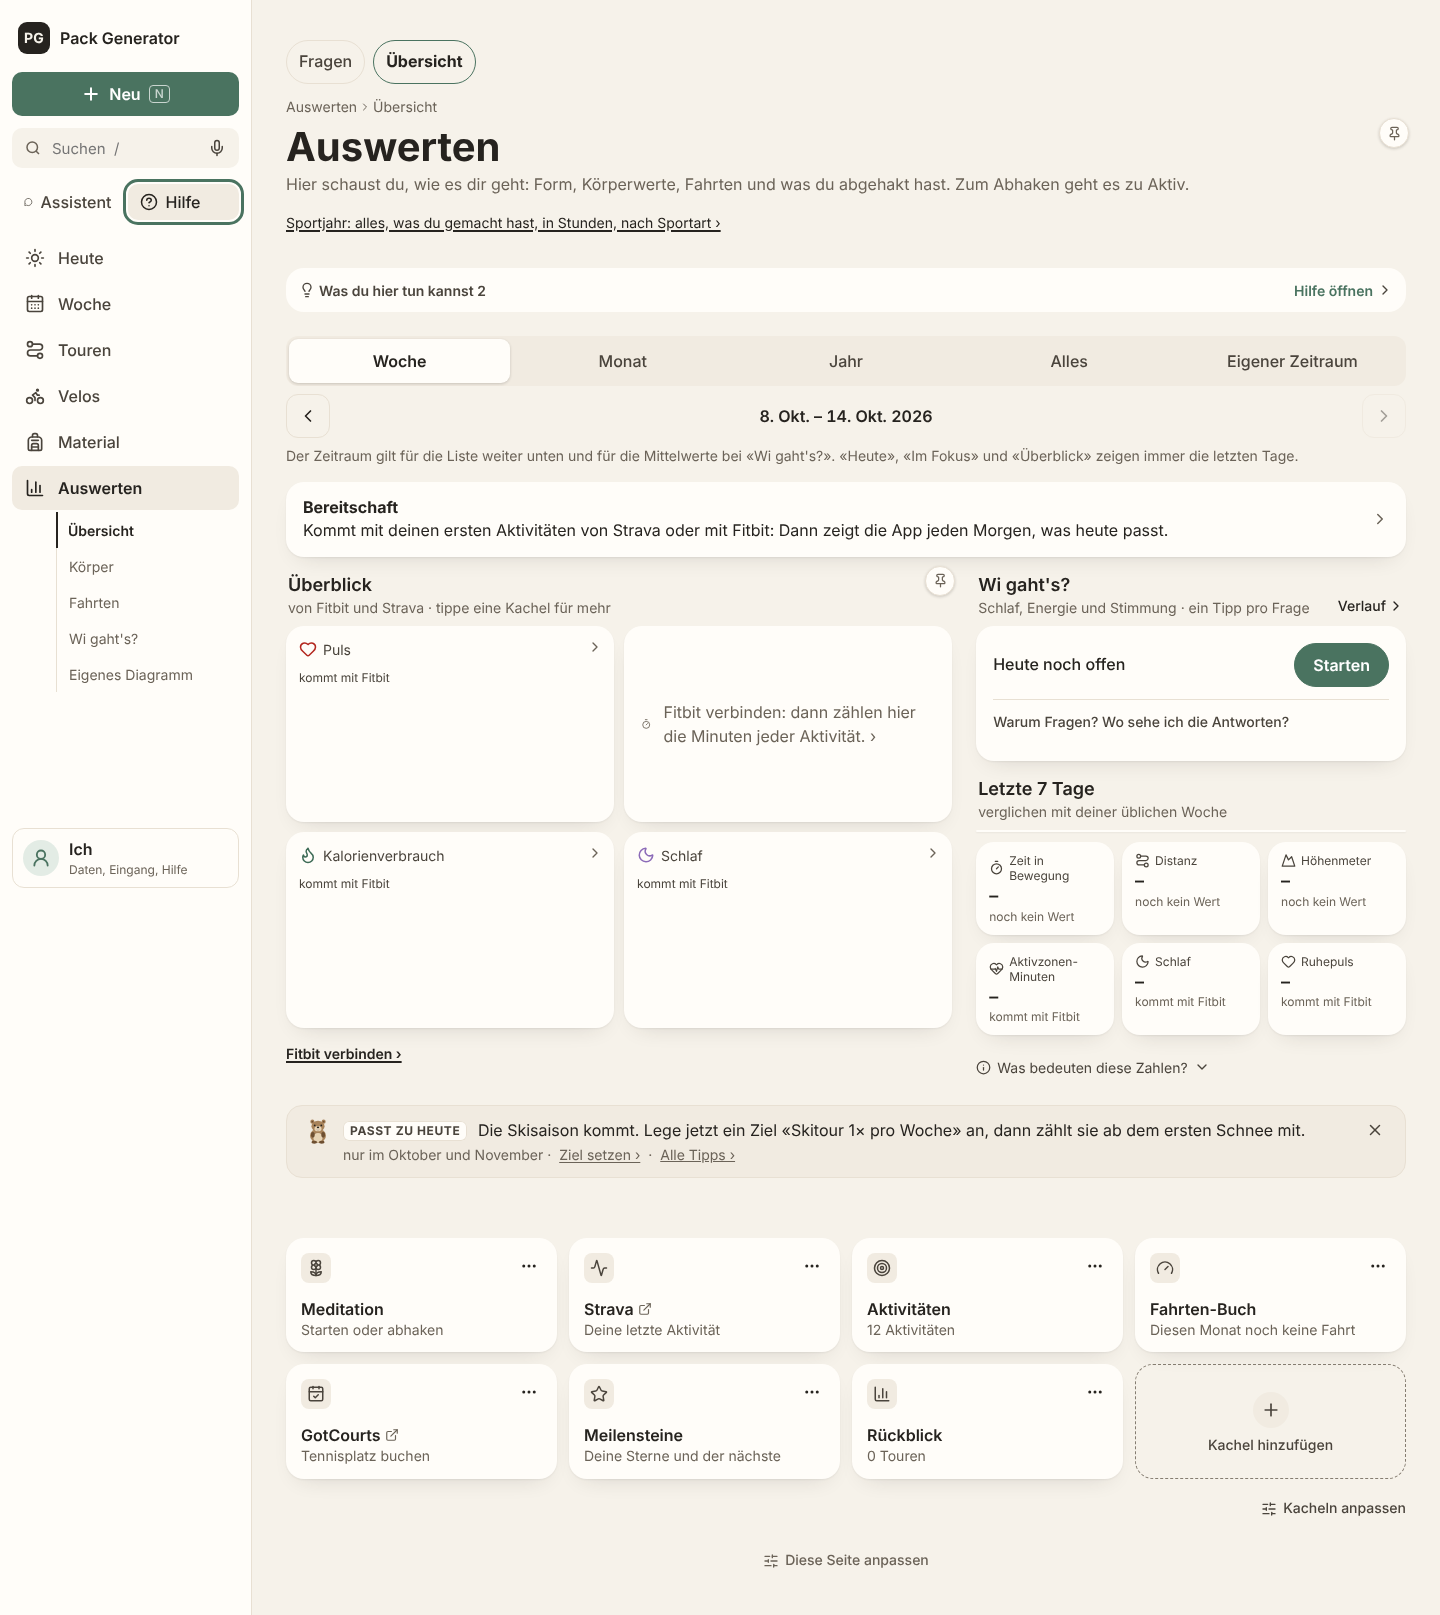 PG Pack Generator
Neu N
Suchen /
Assistent
Hilfe
Heute
Woche
Touren
Velos
Material
Auswerten
Übersicht
Körper
Fahrten
Wi gaht's?
Eigenes Diagramm
Ich
Daten, Eingang, Hilfe
Fragen
Übersicht
Auswerten › Übersicht
Auswerten
Hier schaust du, wie es dir geht: Form, Körperwerte, Fahrten und was du abgehakt hast. Zum Abhaken geht es zu Aktiv.
Sportjahr: alles, was du gemacht hast, in Stunden, nach Sportart ›
Was du hier tun kannst 2
Hilfe öffnen
Woche
Monat
Jahr
Alles
Eigener Zeitraum
8. Okt. – 14. Okt. 2026
Der Zeitraum gilt für die Liste weiter unten und für die Mittelwerte bei «Wi gaht's?». «Heute», «Im Fokus» und «Überblick» zeigen immer die letzten Tage.
Bereitschaft
Kommt mit deinen ersten Aktivitäten von Strava oder mit Fitbit: Dann zeigt die App jeden Morgen, was heute passt.
Überblick
von Fitbit und Strava · tippe eine Kachel für mehr
Puls
kommt mit Fitbit
Fitbit verbinden: dann zählen hier
die Minuten jeder Aktivität. ›
Kalorienverbrauch
kommt mit Fitbit
Schlaf
kommt mit Fitbit
Fitbit verbinden ›
Wi gaht's?
Schlaf, Energie und Stimmung · ein Tipp pro Frage
Verlauf
Heute noch offen
Starten
Warum Fragen? Wo sehe ich die Antworten?
Letzte 7 Tage
verglichen mit deiner üblichen Woche
Zeit in
Bewegung
–
noch kein Wert
Distanz
–
noch kein Wert
Höhenmeter
–
noch kein Wert
Aktivzonen-
Minuten
–
kommt mit Fitbit
Schlaf
–
kommt mit Fitbit
Ruhepuls
–
kommt mit Fitbit
Was bedeuten diese Zahlen?
PASST ZU HEUTE Die Skisaison kommt. Lege jetzt ein Ziel «Skitour 1× pro Woche» an, dann zählt sie ab dem ersten Schnee mit.
nur im Oktober und November · Ziel setzen › · Alle Tipps ›
Meditation
Starten oder abhaken
Strava
Deine letzte Aktivität
Aktivitäten
12 Aktivitäten
Fahrten-Buch
Diesen Monat noch keine Fahrt
GotCourts
Tennisplatz buchen
Meilensteine
Deine Sterne und der nächste
Rückblick
0 Touren
Kachel hinzufügen
Kacheln anpassen
Diese Seite anpassen